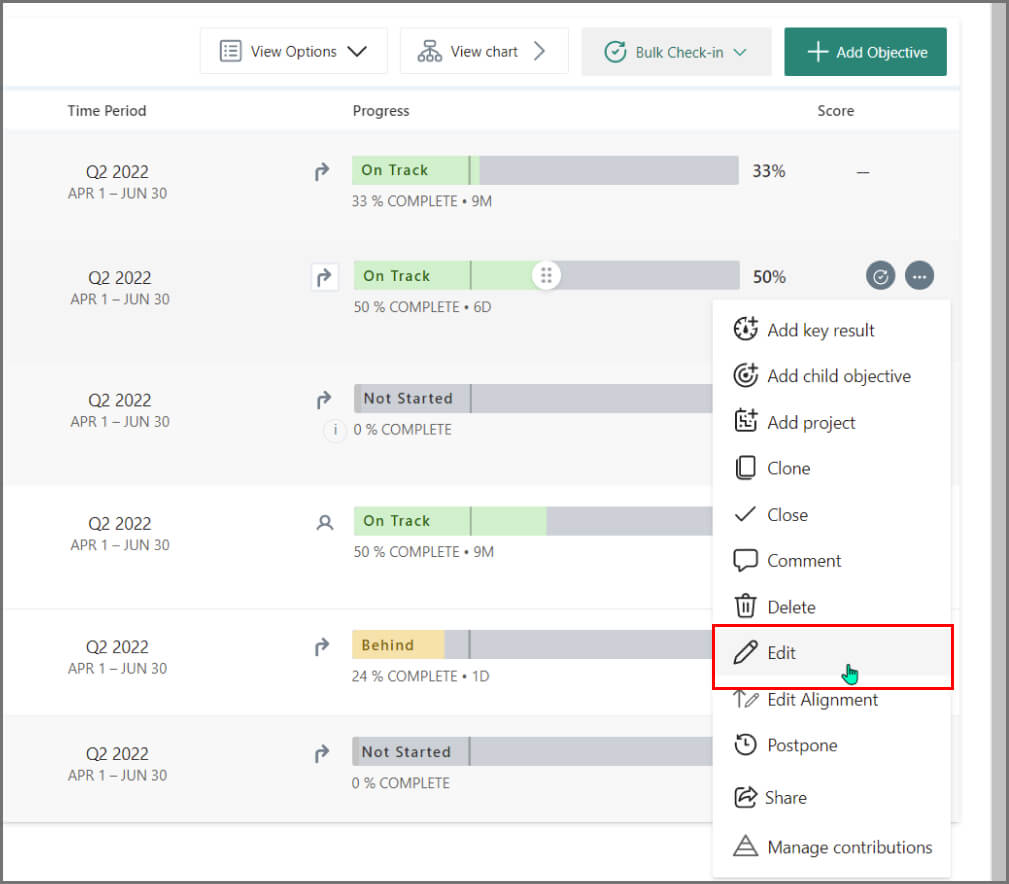 View Options
View chart
Bulk Check-in
Add Objective
Time Period Progress Score
Q2 2022 On Track 33% —
APR 1 – JUN 30
33 % COMPLETE • 9M
Q2 2022 On Track 50%
APR 1 – JUN 30
50 % COMPLETE • 6D
Q2 2022 Not Started
APR 1 – JUN 30
i 0 % COMPLETE
Q2 2022 On Track
APR 1 – JUN 30
50 % COMPLETE • 9M
Q2 2022 Behind
APR 1 – JUN 30
24 % COMPLETE • 1D
Q2 2022 Not Started
APR 1 – JUN 30
0 % COMPLETE
Add key result
Add child objective
Add project
Clone
Close
Comment
Delete
Edit
Edit Alignment
Postpone
Share
Manage contributions